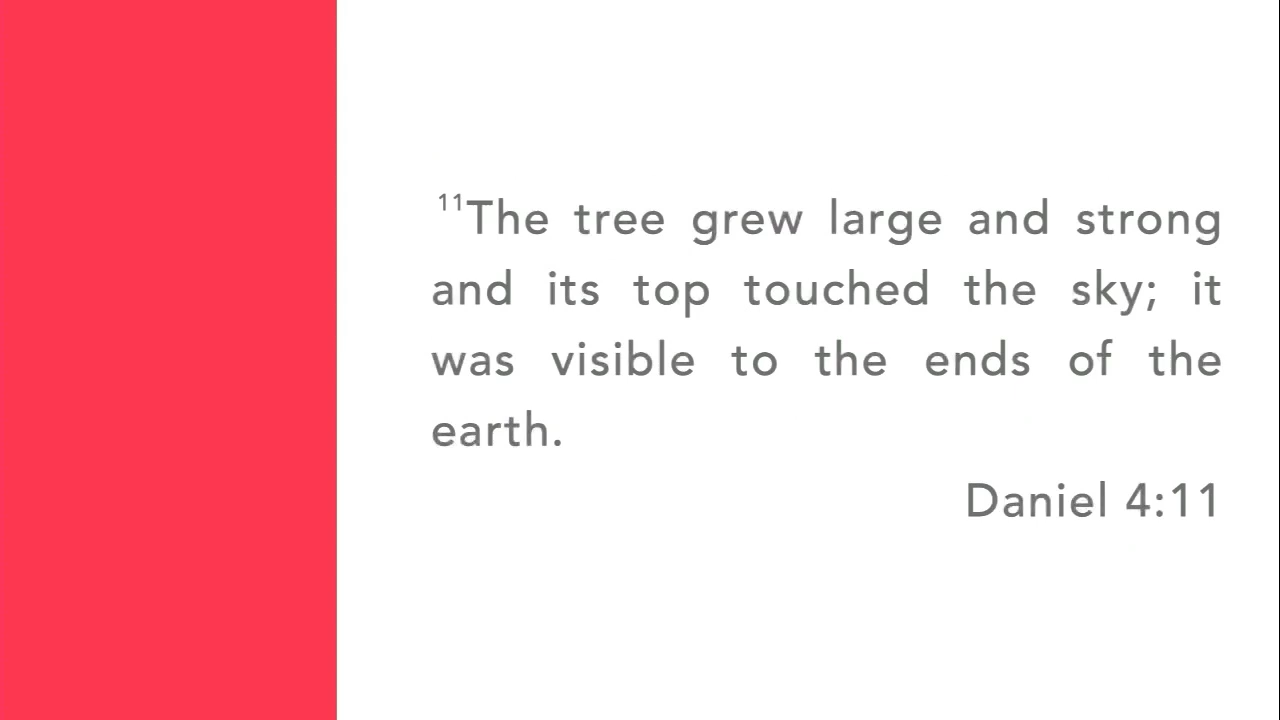 ¹¹The tree grew large and strong
and its top touched the sky; it
was visible to the ends of the
earth.
Daniel 4:11